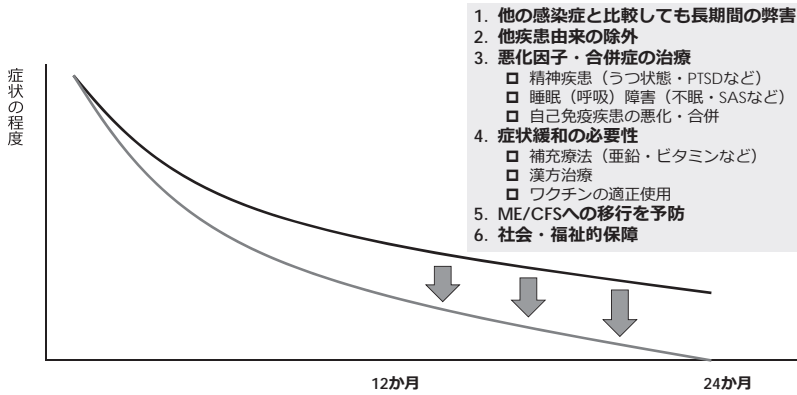 1. 他の感染症と比較しても長期間の弊害
2. 他疾患由来の除外
3. 悪化因子・合併症の治療
精神疾患（うつ状態・PTSDなど）
睡眠（呼吸）障害（不眠・SASなど）
自己免疫疾患の悪化・合併
4. 症状緩和の必要性
補充療法（亜鉛・ビタミンなど）
漢方治療
ワクチンの適正使用
5. ME/CFSへの移行を予防
6. 社会・福祉的保障
症状の程度
12か月
24か月